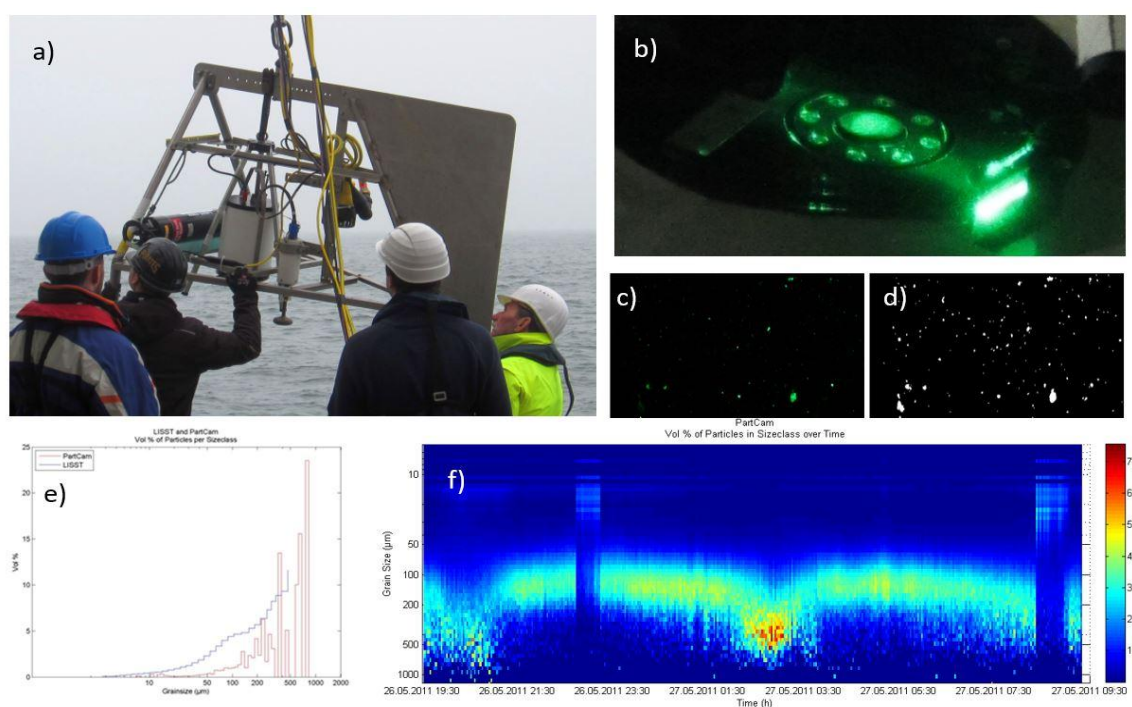 a)
b)
c)
d)
LISST and PartCam
Vol % of Particles per Sizeclass
25
20
15
10
5
0
Vol %
PartCam
LISST
e)
10
50
100
200
500
1000
2000
Grainsize (µm)
PartCam
Vol % of Particles in Sizeclass over Time
f)
10
50
100
200
500
1000
Grain Size (µm)
26.05.2011 19:30
26.05.2011 21:30
26.05.2011 23:30
27.05.2011 01:30
27.05.2011 03:30
27.05.2011 05:30
27.05.2011 07:30
27.05.2011 09:30
Time (h)
7
6
5
4
3
2
1